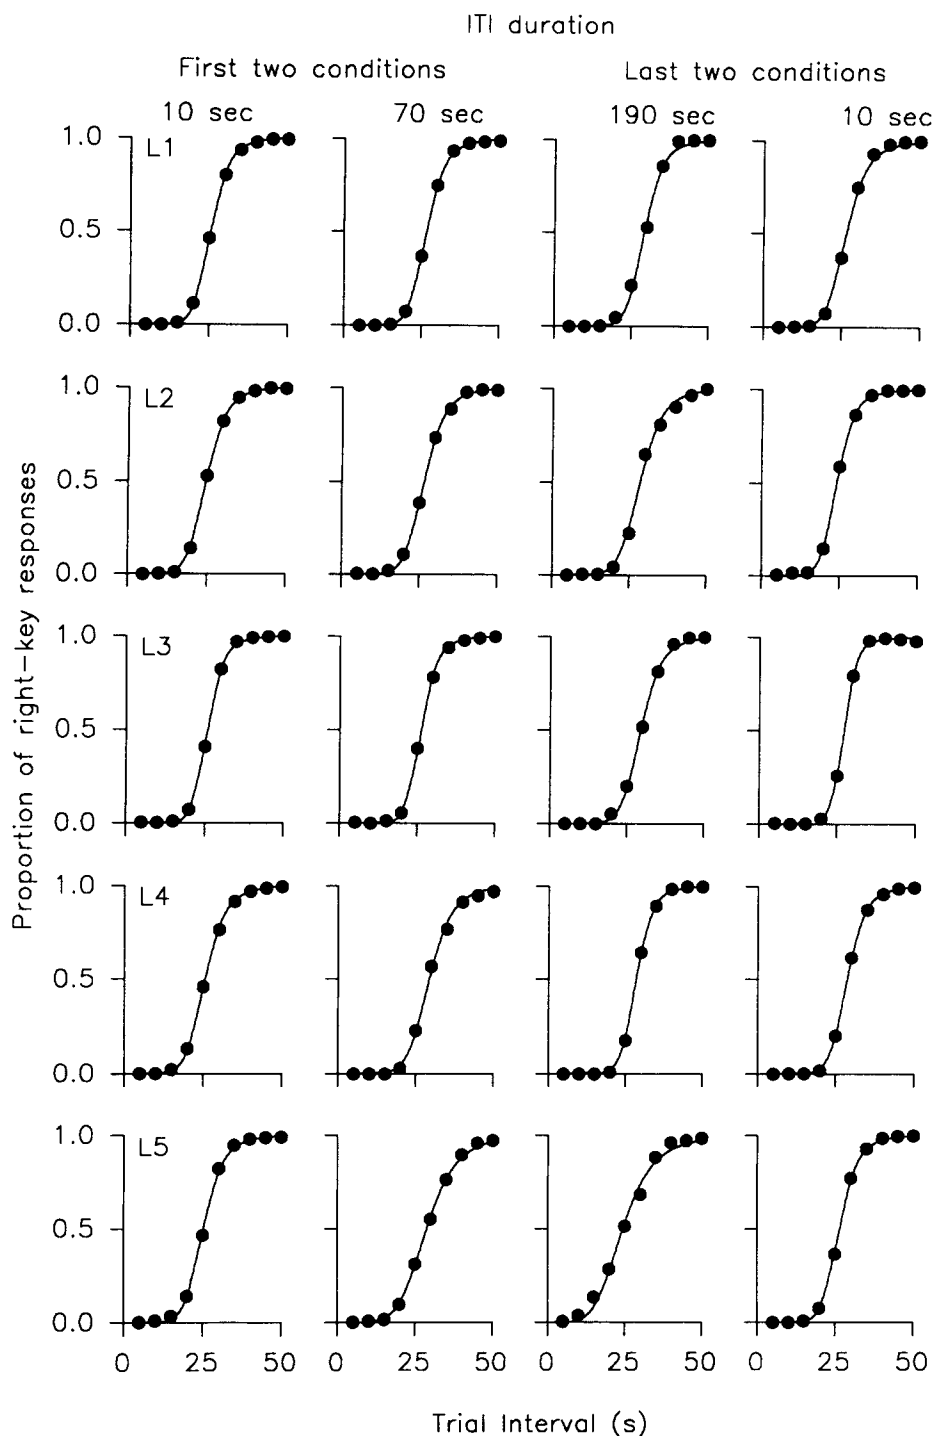 ITI duration
First two conditions Last two conditions
10 sec 70 sec 190 sec 10 sec
1.0 L1
0.5
0.0
1.0 L2
0.5
0.0
1.0 L3
0.5
0.0
1.0 L4
0.5
0.0
1.0 L5
0.5
0.0
0 25 50 0 25 50 0 25 50 0 25 50
Proportion of right-key responses
Trial Interval (s)